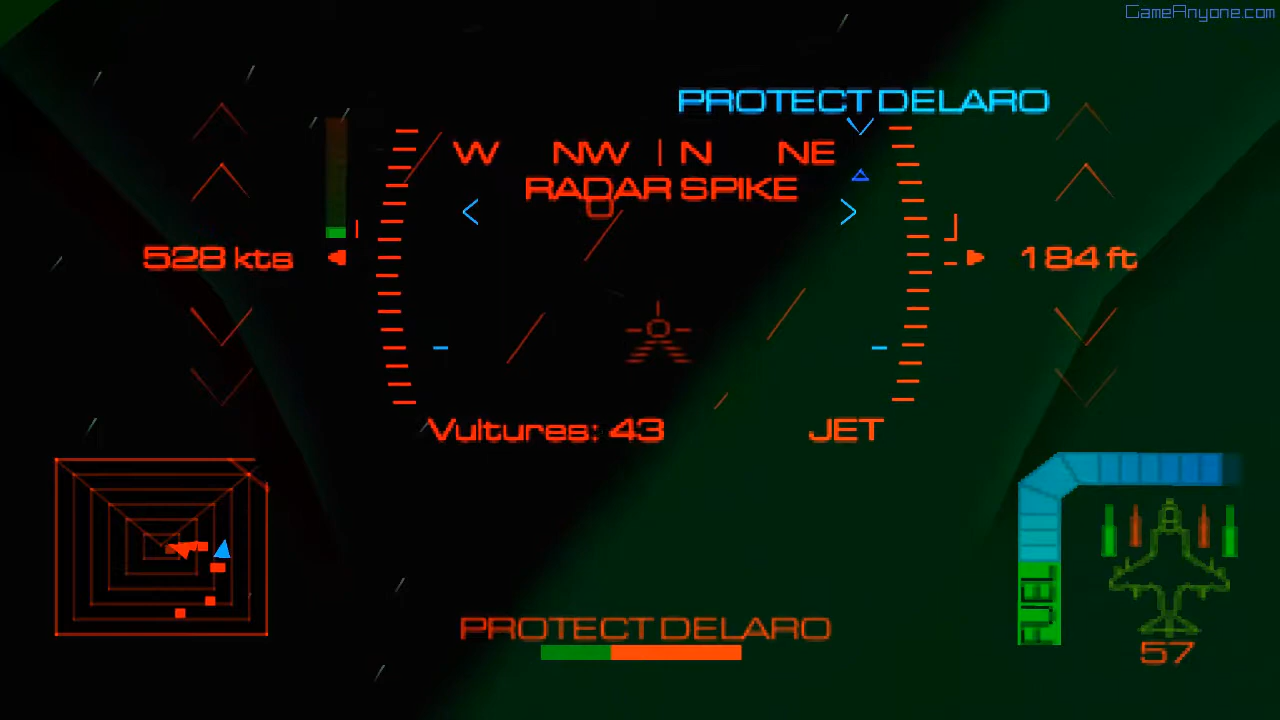 GameAnyone.com
PROTECT DELARO
W NW | N NE
RADAR SPIKE
528 kts
184 ft
Vultures: 43
JET
FUEL
PROTECT DELARO
57